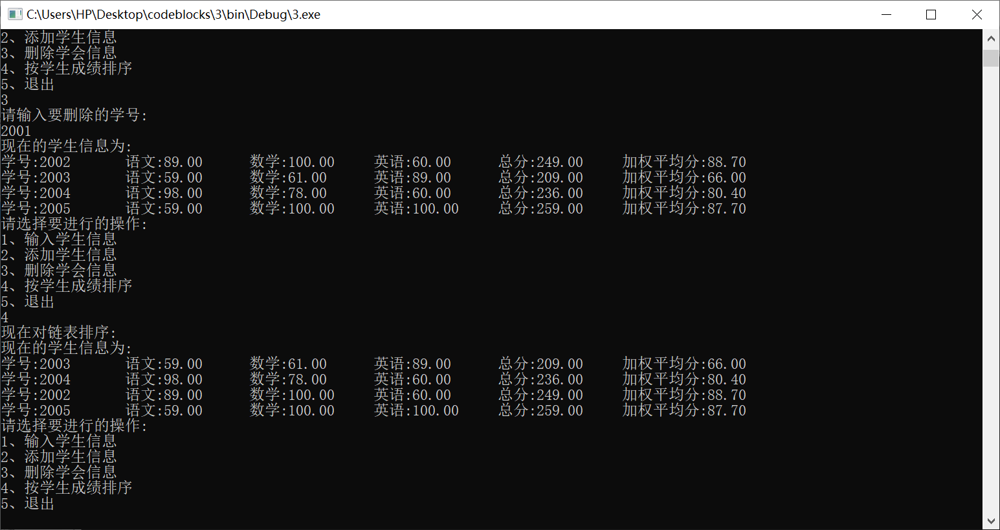 C:\Users\HP\Desktop\codeblocks\3\bin\Debug\3.exe
2、添加学生信息
3、删除学会信息
4、按学生成绩排序
5、退出
3
请输入要删除的学号:
2001
现在的学生信息为:
学号:2002 语文:89.00 数学:100.00 英语:60.00 总分:249.00 加权平均分:88.70
学号:2003 语文:59.00 数学:61.00 英语:89.00 总分:209.00 加权平均分:66.00
学号:2004 语文:98.00 数学:78.00 英语:60.00 总分:236.00 加权平均分:80.40
学号:2005 语文:59.00 数学:100.00 英语:100.00 总分:259.00 加权平均分:87.70
请选择要进行的操作:
1、输入学生信息
2、添加学生信息
3、删除学会信息
4、按学生成绩排序
5、退出
4
现在对链表排序:
现在的学生信息为:
学号:2003 语文:59.00 数学:61.00 英语:89.00 总分:209.00 加权平均分:66.00
学号:2004 语文:98.00 数学:78.00 英语:60.00 总分:236.00 加权平均分:80.40
学号:2002 语文:89.00 数学:100.00 英语:60.00 总分:249.00 加权平均分:88.70
学号:2005 语文:59.00 数学:100.00 英语:100.00 总分:259.00 加权平均分:87.70
请选择要进行的操作:
1、输入学生信息
2、添加学生信息
3、删除学会信息
4、按学生成绩排序
5、退出